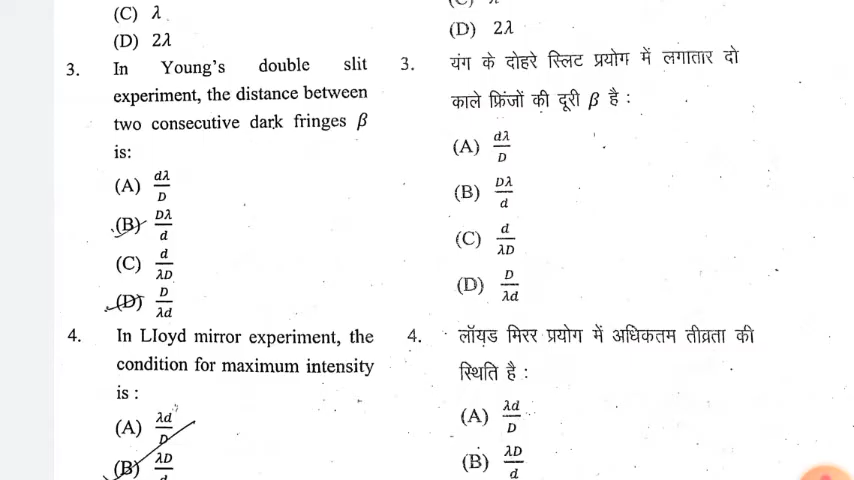 (C) λ
(D) 2λ
3. In Young's double slit
experiment, the distance between
two consecutive dark fringes β
is:
(A) dλ/D
(B) Dλ/d
(C) d/λD
(D) D/λd
4. In LIoyd mirror experiment, the
condition for maximum intensity
is :
(A) λd/D
(B) λD/d
(D) 2λ
3. यंग के दोहरे स्लिट प्रयोग में लगातार दो
काले फ्रिंजों की दूरी β है :
(A) dλ/D
(B) Dλ/d
(C) d/λD
(D) D/λd
4. लॉयड मिरर प्रयोग में अधिकतम तीव्रता की
स्थिति है :
(A) λd/D
(B) λD/d